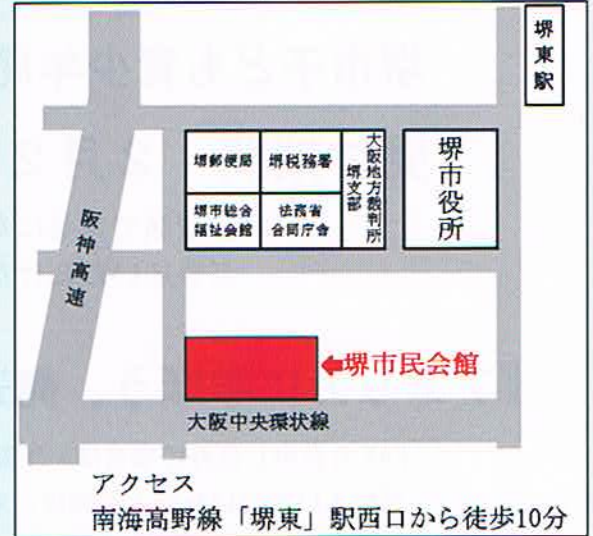 堺東駅
堺郵便局
堺税務署
大阪地方裁判所
堺支部
堺市役所
堺市総合
福祉会館
法務省
合同庁舎
阪神高速
←堺市民会館
大阪中央環状線
アクセス
南海高野線「堺東」駅西口から徒歩10分